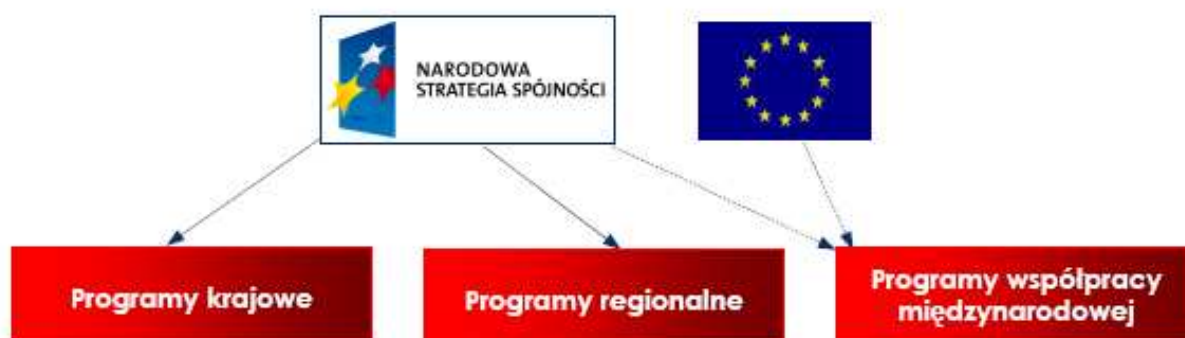 NARODOWA
STRATEGIA SPÓJNOŚCI
Programy krajowe
Programy regionalne
Programy współpracy
międzynarodowej